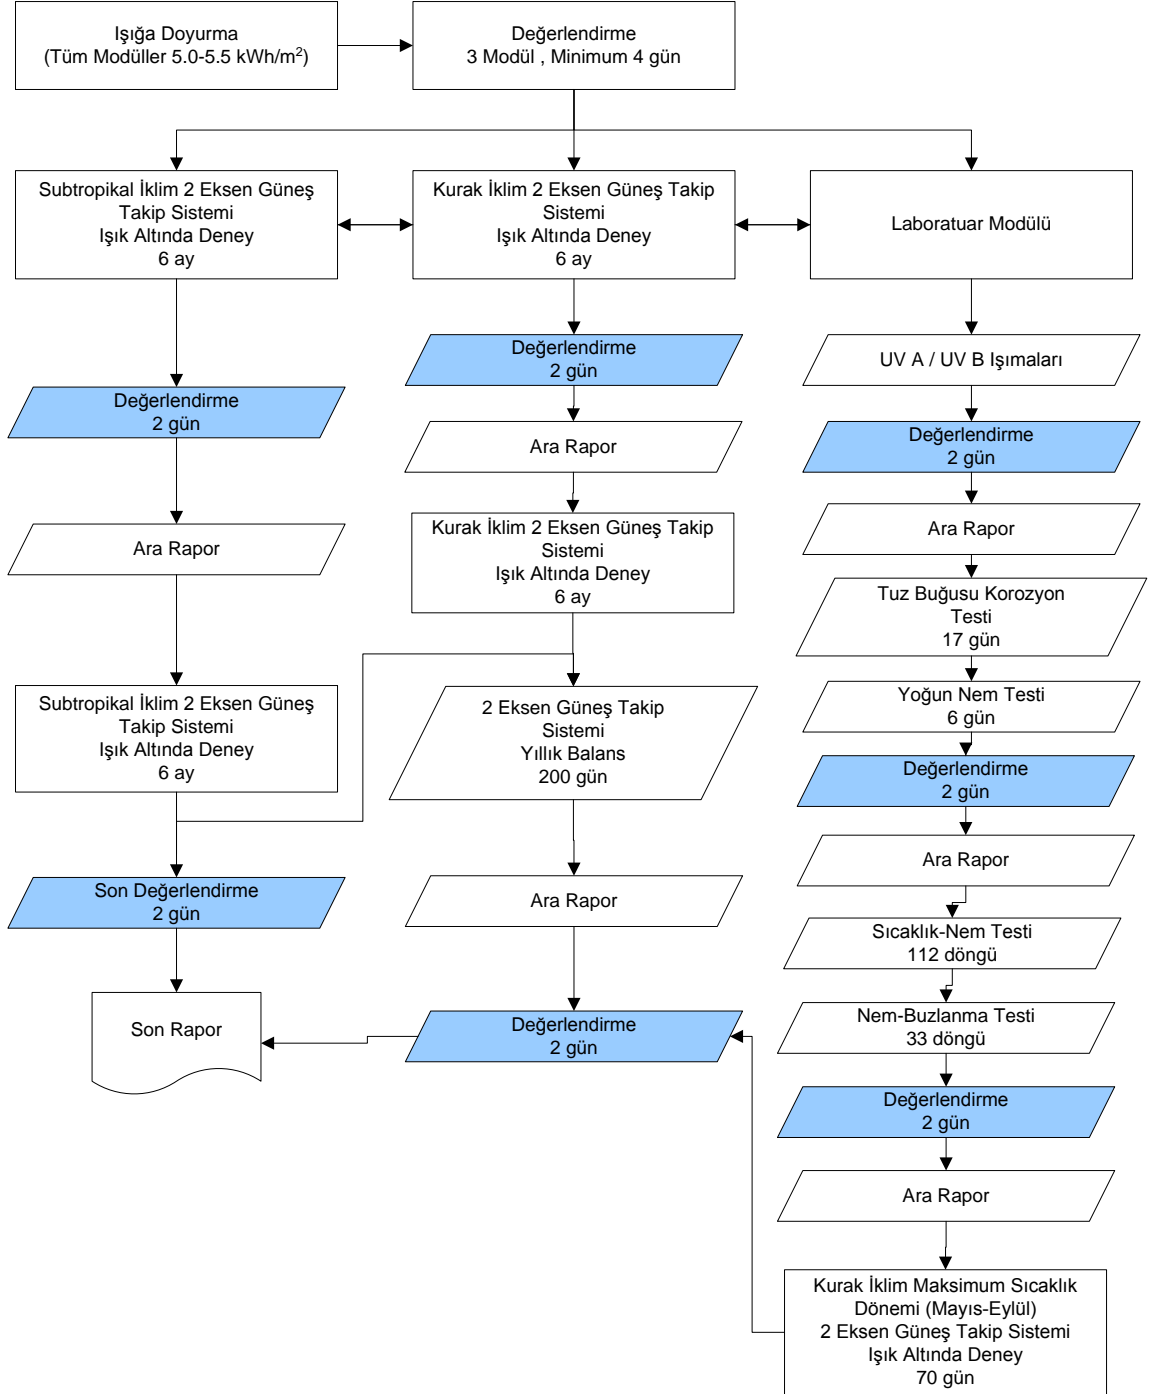 Işığa Doyurma
(Tüm Modüller 5.0-5.5 kWh/m²)
Değerlendirme
3 Modül , Minimum 4 gün
Subtropikal İklim 2 Eksen Güneş
Takip Sistemi
Işık Altında Deney
6 ay
Kurak İklim 2 Eksen Güneş Takip
Sistemi
Işık Altında Deney
6 ay
Laboratuar Modülü
Değerlendirme
2 gün
Ara Rapor
Subtropikal İklim 2 Eksen Güneş
Takip Sistemi
Işık Altında Deney
6 ay
Son Değerlendirme
2 gün
Son Rapor
Değerlendirme
2 gün
Ara Rapor
Kurak İklim 2 Eksen Güneş Takip
Sistemi
Işık Altında Deney
6 ay
2 Eksen Güneş Takip
Sistemi
Yıllık Balans
200 gün
Ara Rapor
Değerlendirme
2 gün
UV A / UV B Işımaları
Değerlendirme
2 gün
Ara Rapor
Tuz Buğusu Korozyon
Testi
17 gün
Yoğun Nem Testi
6 gün
Değerlendirme
2 gün
Ara Rapor
Sıcaklık-Nem Testi
112 döngü
Nem-Buzlanma Testi
33 döngü
Değerlendirme
2 gün
Ara Rapor
Kurak İklim Maksimum Sıcaklık
Dönemi (Mayıs-Eylül)
2 Eksen Güneş Takip Sistemi
Işık Altında Deney
70 gün